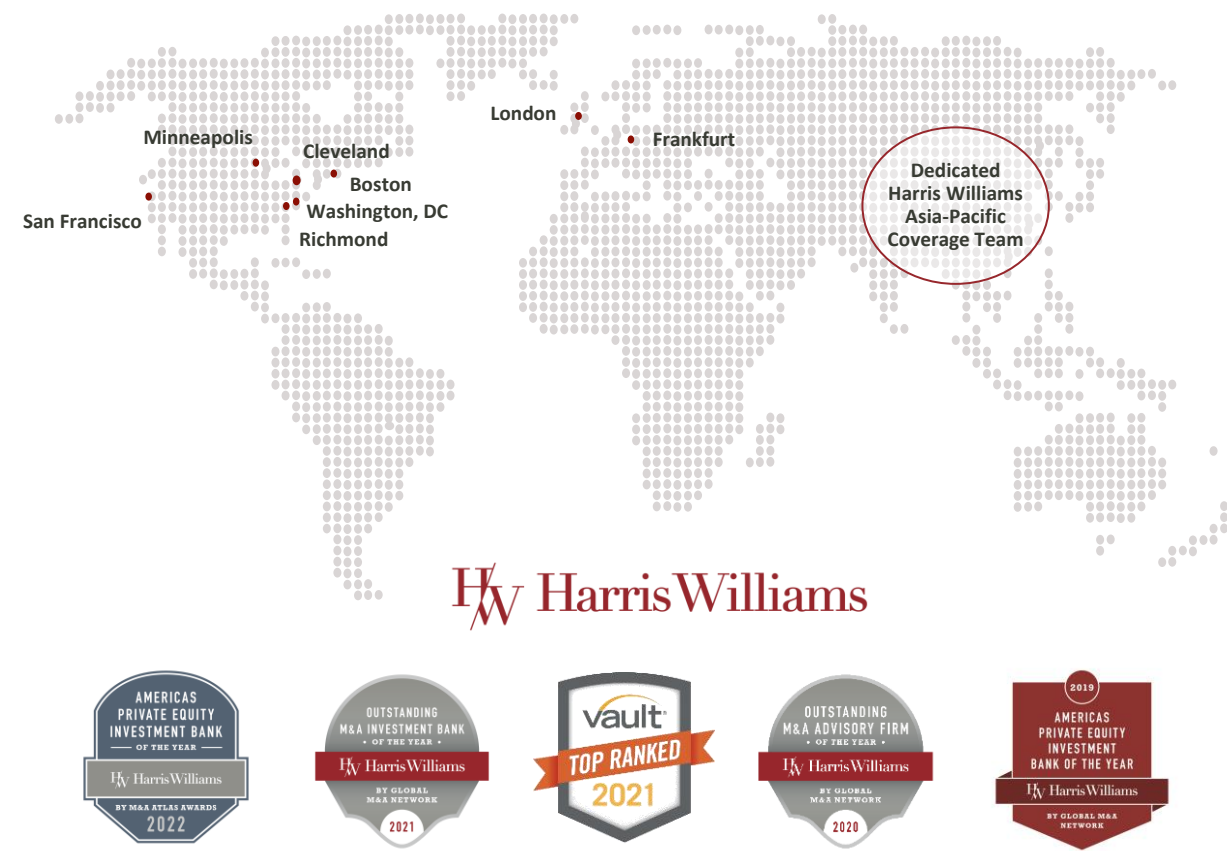 London
Minneapolis
Frankfurt
Cleveland
Boston
San Francisco
Washington, DC
Richmond
Dedicated
Harris Williams
Asia-Pacific
Coverage Team
HW Harris Williams
AMERICAS
PRIVATE EQUITY
INVESTMENT BANK
OF THE YEAR
HW Harris Williams
BY M&A ATLAS AWARDS
2022
OUTSTANDING
M&A INVESTMENT BANK
• OF THE YEAR •
HW Harris Williams
BY GLOBAL
M&A NETWORK
2021
vault
TOP RANKED
2021
OUTSTANDING
M&A ADVISORY FIRM
• OF THE YEAR •
HW Harris Williams
BY GLOBAL
M&A NETWORK
2020
2019
AMERICAS
PRIVATE EQUITY
INVESTMENT
BANK OF THE YEAR
HW Harris Williams
BY GLOBAL M&A
NETWORK